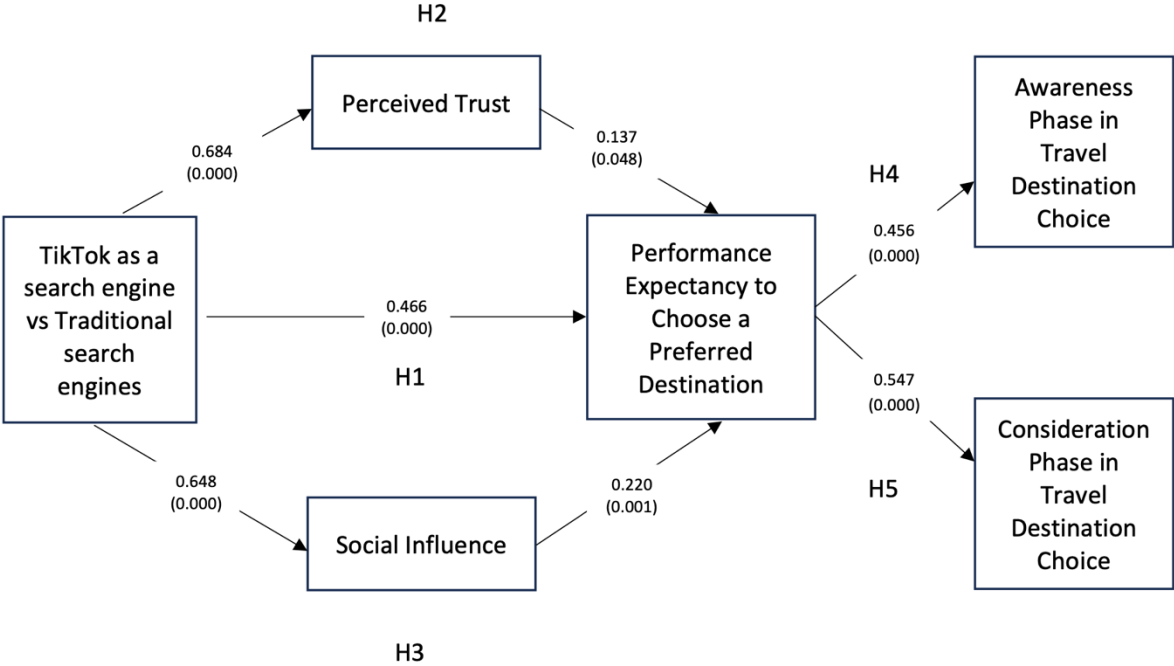 H2
Perceived Trust
0.684
(0.000)
0.137
(0.048)
TikTok as a
search engine
vs Traditional
search
engines
0.466
(0.000)
H1
Performance
Expectancy to
Choose a
Preferred
Destination
0.648
(0.000)
Social Influence
0.220
(0.001)
H3
H4
0.456
(0.000)
Awareness
Phase in
Travel
Destination
Choice
0.547
(0.000)
H5
Consideration
Phase in
Travel
Destination
Choice